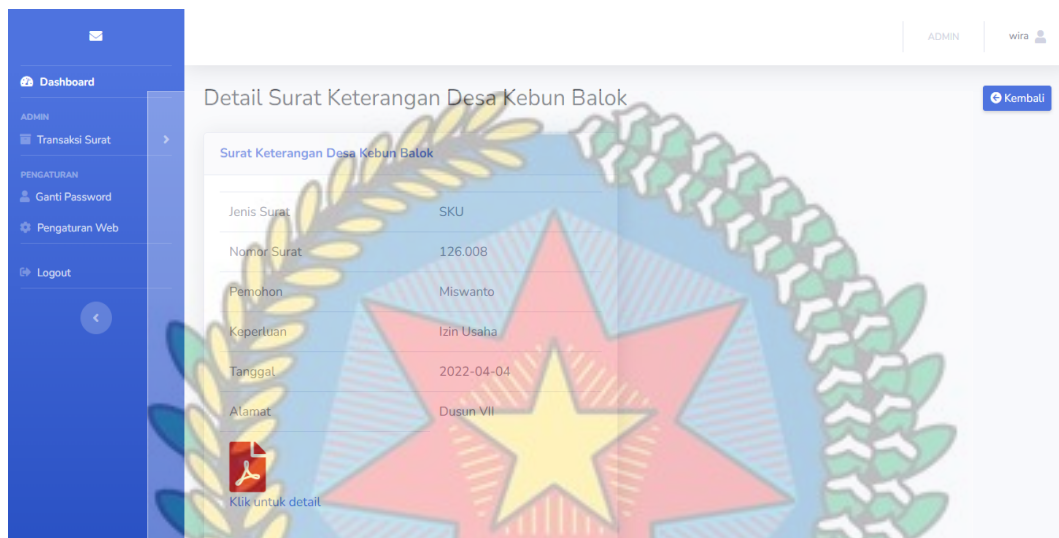 ADMIN wira
Dashboard
ADMIN
Transaksi Surat
PENGATURAN
Ganti Password
Pengaturan Web
Logout
Detail Surat Keterangan Desa Kebun Balok
Kembali
Surat Keterangan Desa Kebun Balok
Jenis Surat SKU
Nomor Surat 126.008
Pemohon Miswanto
Keperluan Izin Usaha
Tanggal 2022-04-04
Alamat Dusun VII
Klik untuk detail